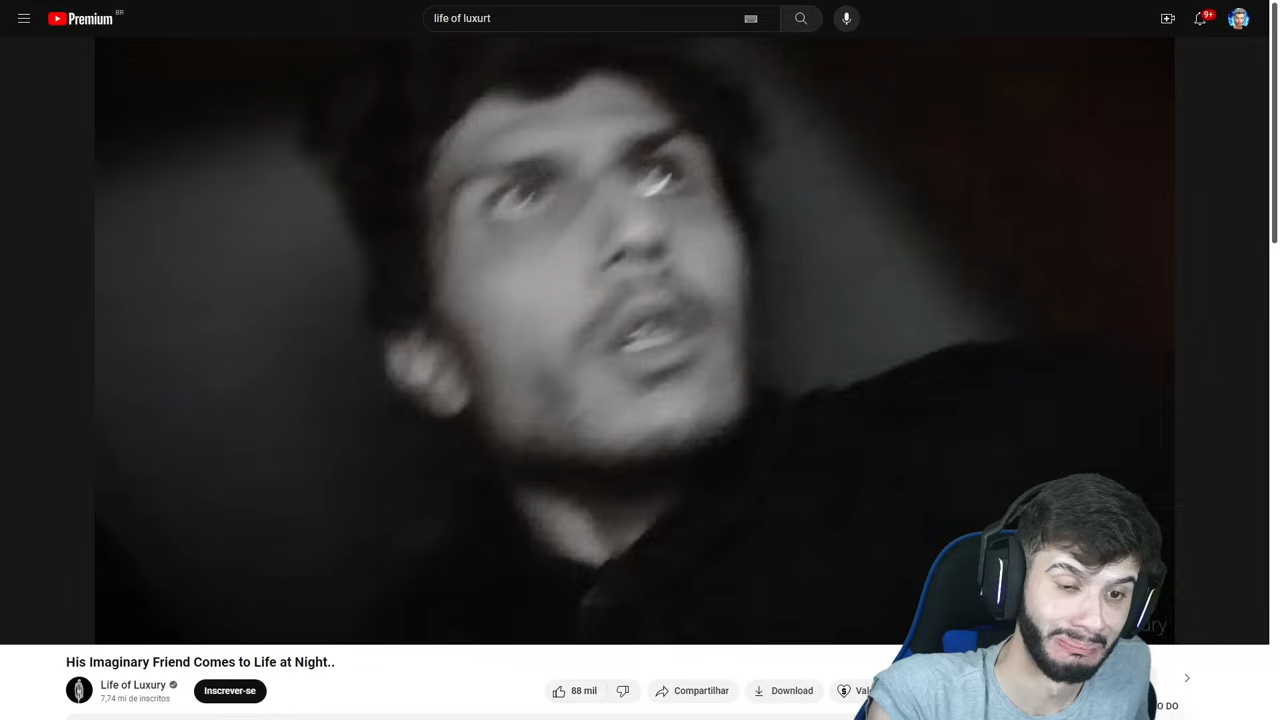 Premium BR
life of luxurt
9+
His Imaginary Friend Comes to Life at Night..
Life of Luxury
7,74 mi de inscritos
Inscrever-se
88 mil
Compartilhar
Download
O DO